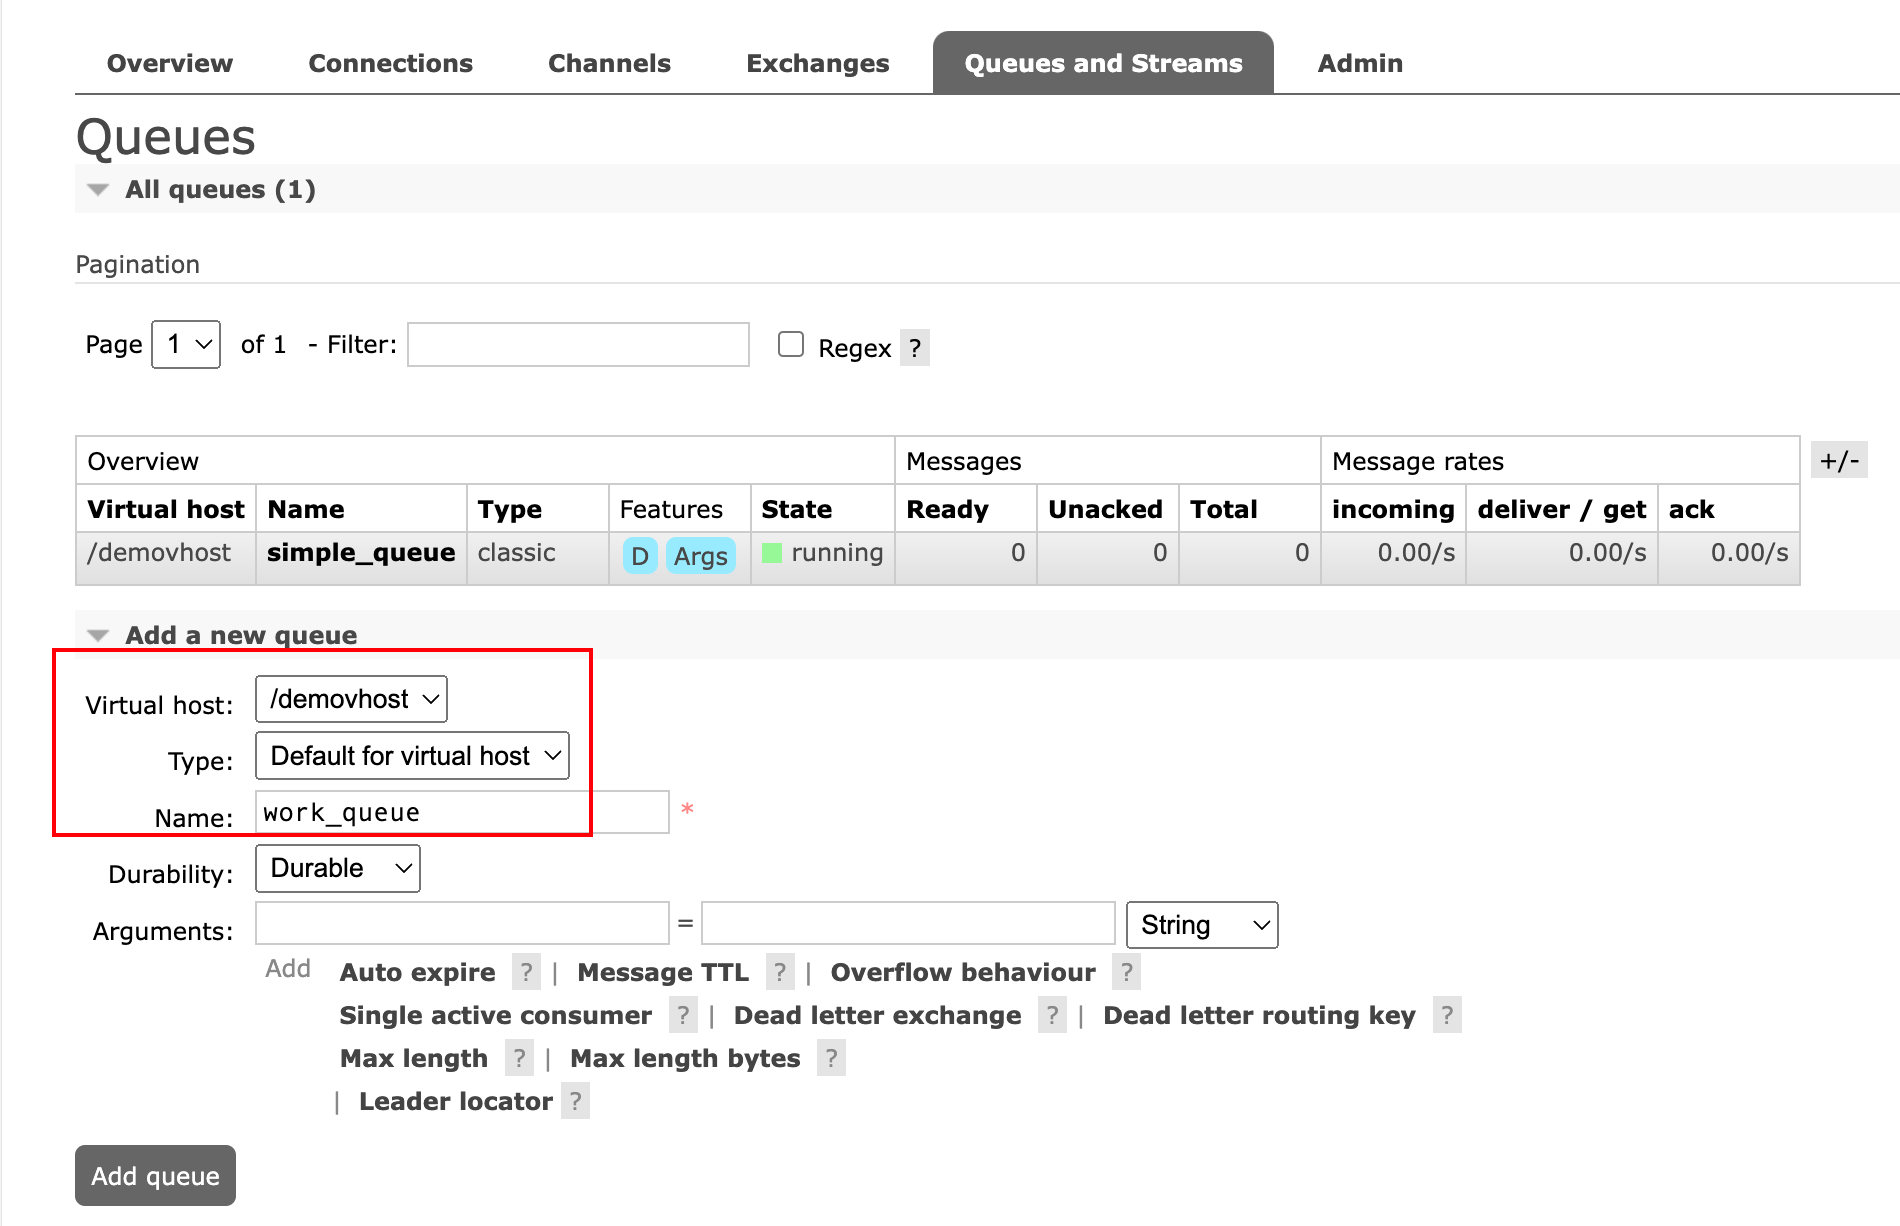 Overview Connections Channels Exchanges Queues and Streams Admin
Queues
All queues (1)
Pagination
Page 1 of 1 - Filter: Regex ?
Overview Messages Message rates +/-
Virtual host Name Type Features State Ready Unacked Total incoming deliver / get ack
/demovhost simple_queue classic D Args running 0 0 0 0.00/s 0.00/s 0.00/s
Add a new queue
Virtual host: /demovhost
Type: Default for virtual host
Name: work_queue *
Durability: Durable
Arguments: = String
Add Auto expire ? | Message TTL ? | Overflow behaviour ?
Single active consumer ? | Dead letter exchange ? | Dead letter routing key ?
Max length ? | Max length bytes ?
| Leader locator ?
Add queue